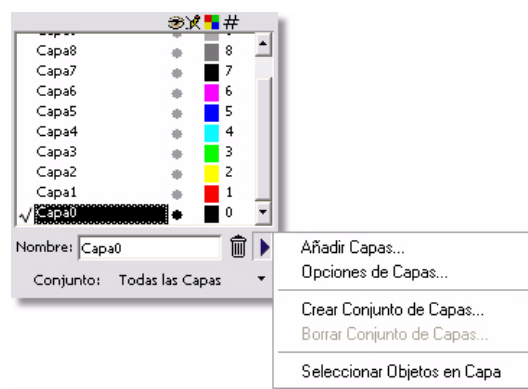 #
Capa8 8
Capa7 7
Capa6 6
Capa5 5
Capa4 4
Capa3 3
Capa2 2
Capa1 1
√ Capa0 0
Nombre: Capa0
Conjunto: Todas las Capas
Añadir Capas...
Opciones de Capas...
Crear Conjunto de Capas...
Borrar Conjunto de Capas...
Seleccionar Objetos en Capa